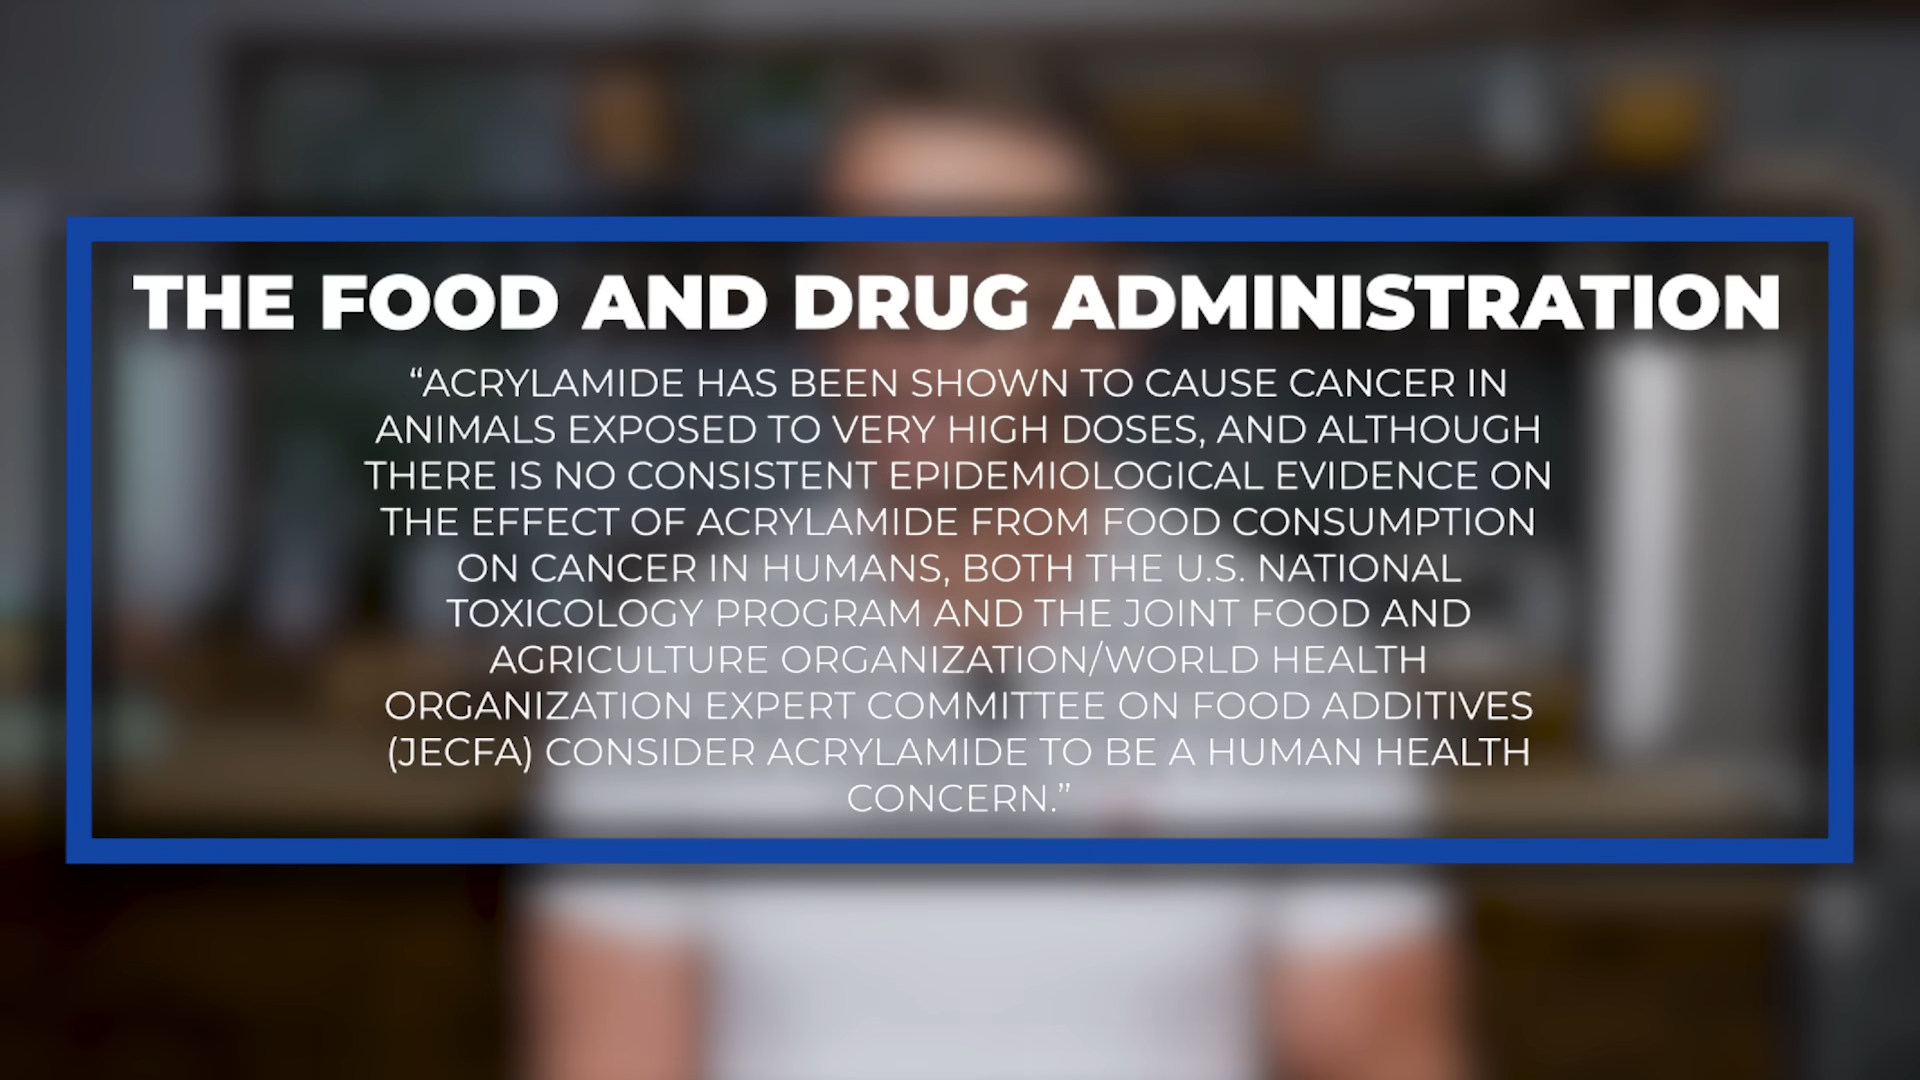 THE FOOD AND DRUG ADMINISTRATION
“ACRYLAMIDE HAS BEEN SHOWN TO CAUSE CANCER IN
ANIMALS EXPOSED TO VERY HIGH DOSES, AND ALTHOUGH
THERE IS NO CONSISTENT EPIDEMIOLOGICAL EVIDENCE ON
THE EFFECT OF ACRYLAMIDE FROM FOOD CONSUMPTION
ON CANCER IN HUMANS, BOTH THE U.S. NATIONAL
TOXICOLOGY PROGRAM AND THE JOINT FOOD AND
AGRICULTURE ORGANIZATION/WORLD HEALTH
ORGANIZATION EXPERT COMMITTEE ON FOOD ADDITIVES
(JECFA) CONSIDER ACRYLAMIDE TO BE A HUMAN HEALTH
CONCERN.”